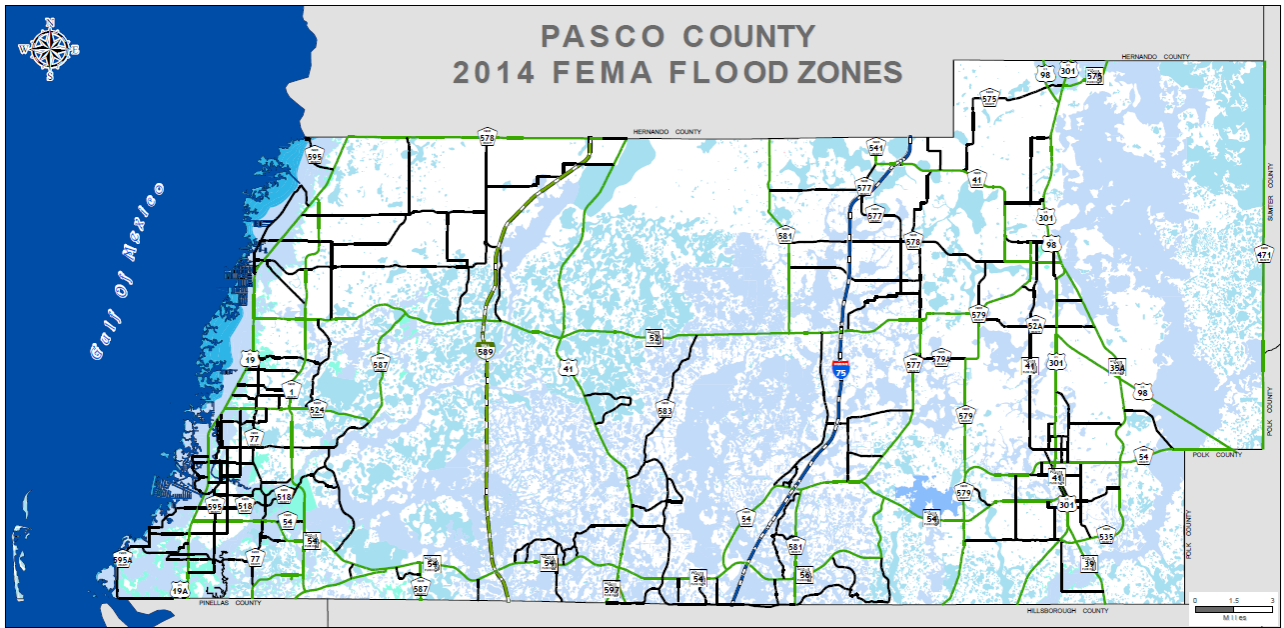 PASCO COUNTY
2014 FEMA FLOOD ZONES
N
W E
S
HERNANDO COUNTY
98 301 575
575
HERNANDO COUNTY
578
595
541
41
577
577
301
581
578
98
SUMTER COUNTY
471
Gulf Of Mexico
579
52A
52
589
19
587
41
75
577
579A
41
301
35A
98
1
524
583
579
POLK COUNTY
77
54
POLK COUNTY
41
518
579
595
518
301
54
54
54
POLK COUNTY
54
535
581
595A
77
54
54
54
56
39
19A
587
597
PINELLAS COUNTY
HILLSBOROUGH COUNTY
0 1.5 3
Miles